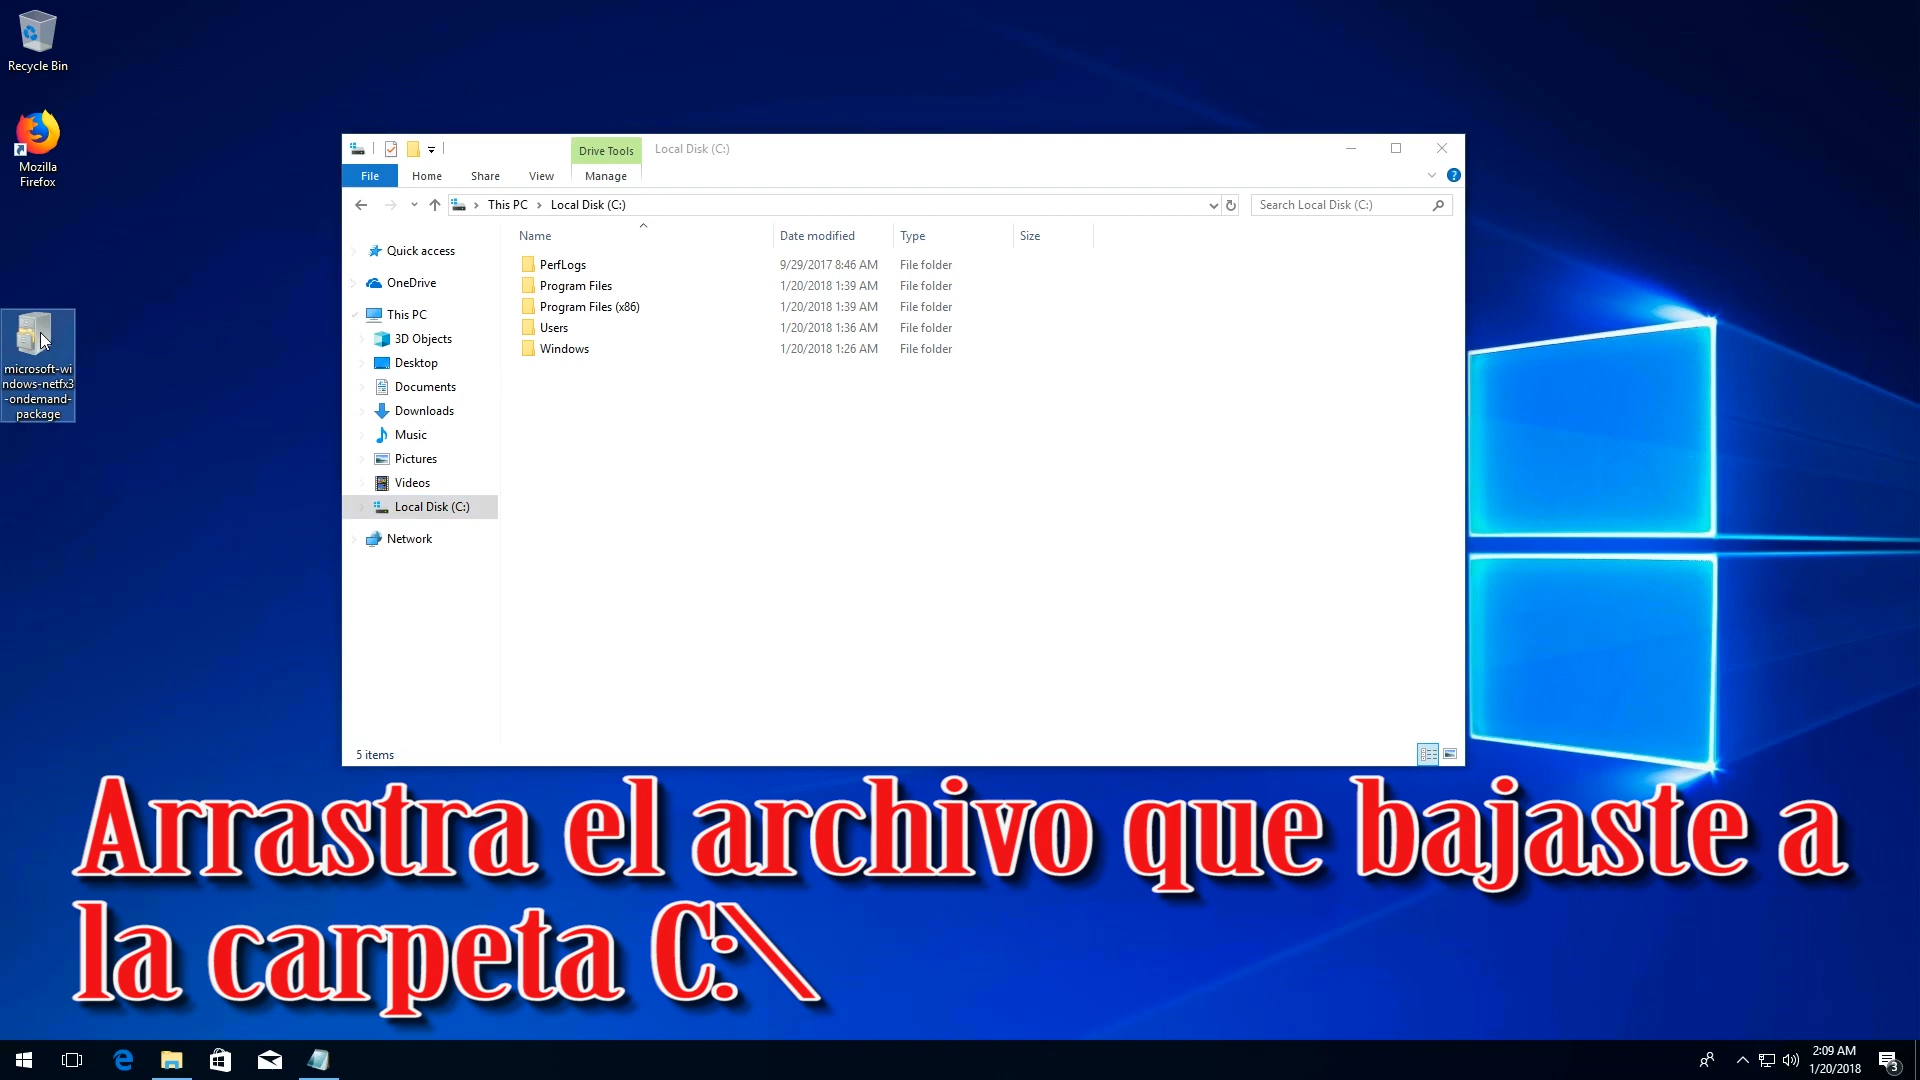 Recycle Bin
Mozilla
Firefox
microsoft-wi
ndows-netfx3
-ondemand-
package
Drive Tools
Local Disk (C:)
File
Home
Share
View
Manage
This PC
Local Disk (C:)
Search Local Disk (C:)
Name
Date modified
Type
Size
Quick access
OneDrive
This PC
3D Objects
Desktop
Documents
Downloads
Music
Pictures
Videos
Local Disk (C:)
Network
PerfLogs 9/29/2017 8:46 AM File folder
Program Files 1/20/2018 1:39 AM File folder
Program Files (x86) 1/20/2018 1:39 AM File folder
Users 1/20/2018 1:36 AM File folder
Windows 1/20/2018 1:26 AM File folder
5 items
Arrastra el archivo que bajaste a
la carpeta C:\
2:09 AM
1/20/2018
3